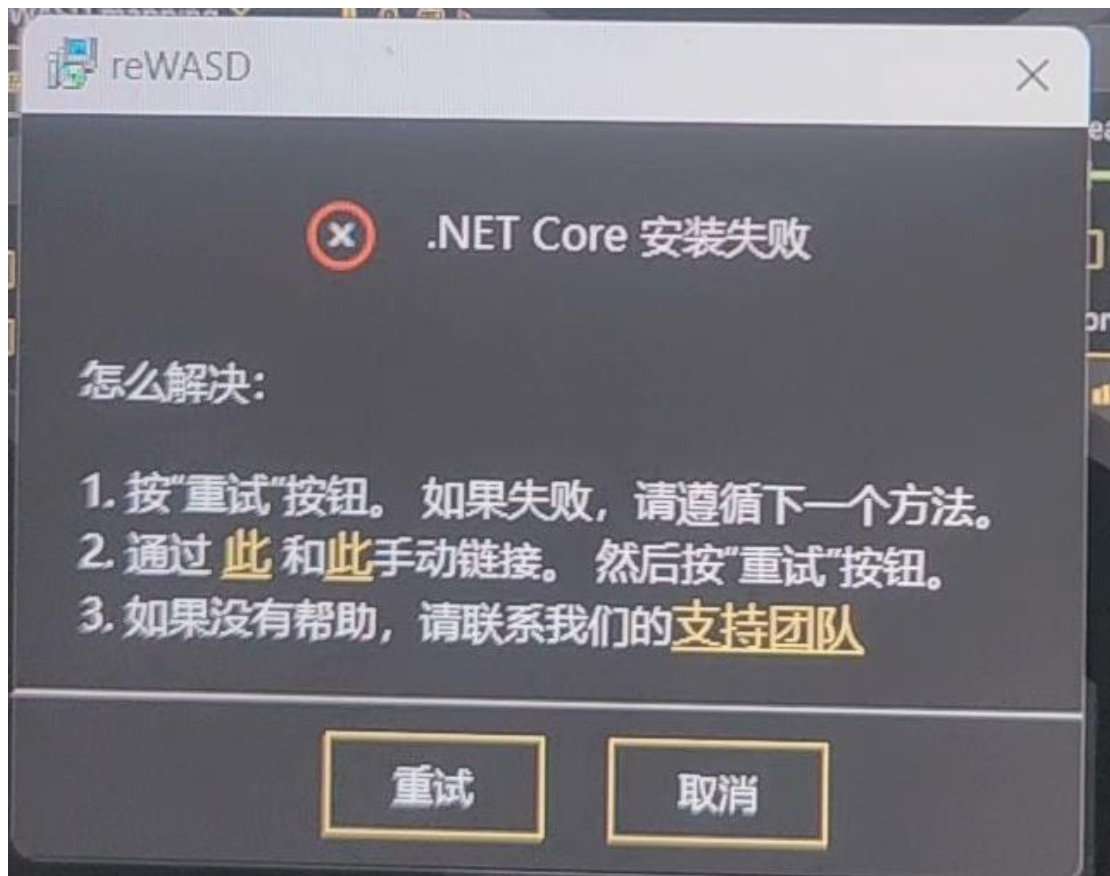 reWASD
.NET Core 安装失败
怎么解决：
1. 按“重试”按钮。 如果失败，请遵循下一个方法。
2. 通过 此 和此手动链接。 然后按“重试”按钮。
3. 如果没有帮助，请联系我们的支持团队
重试
取消